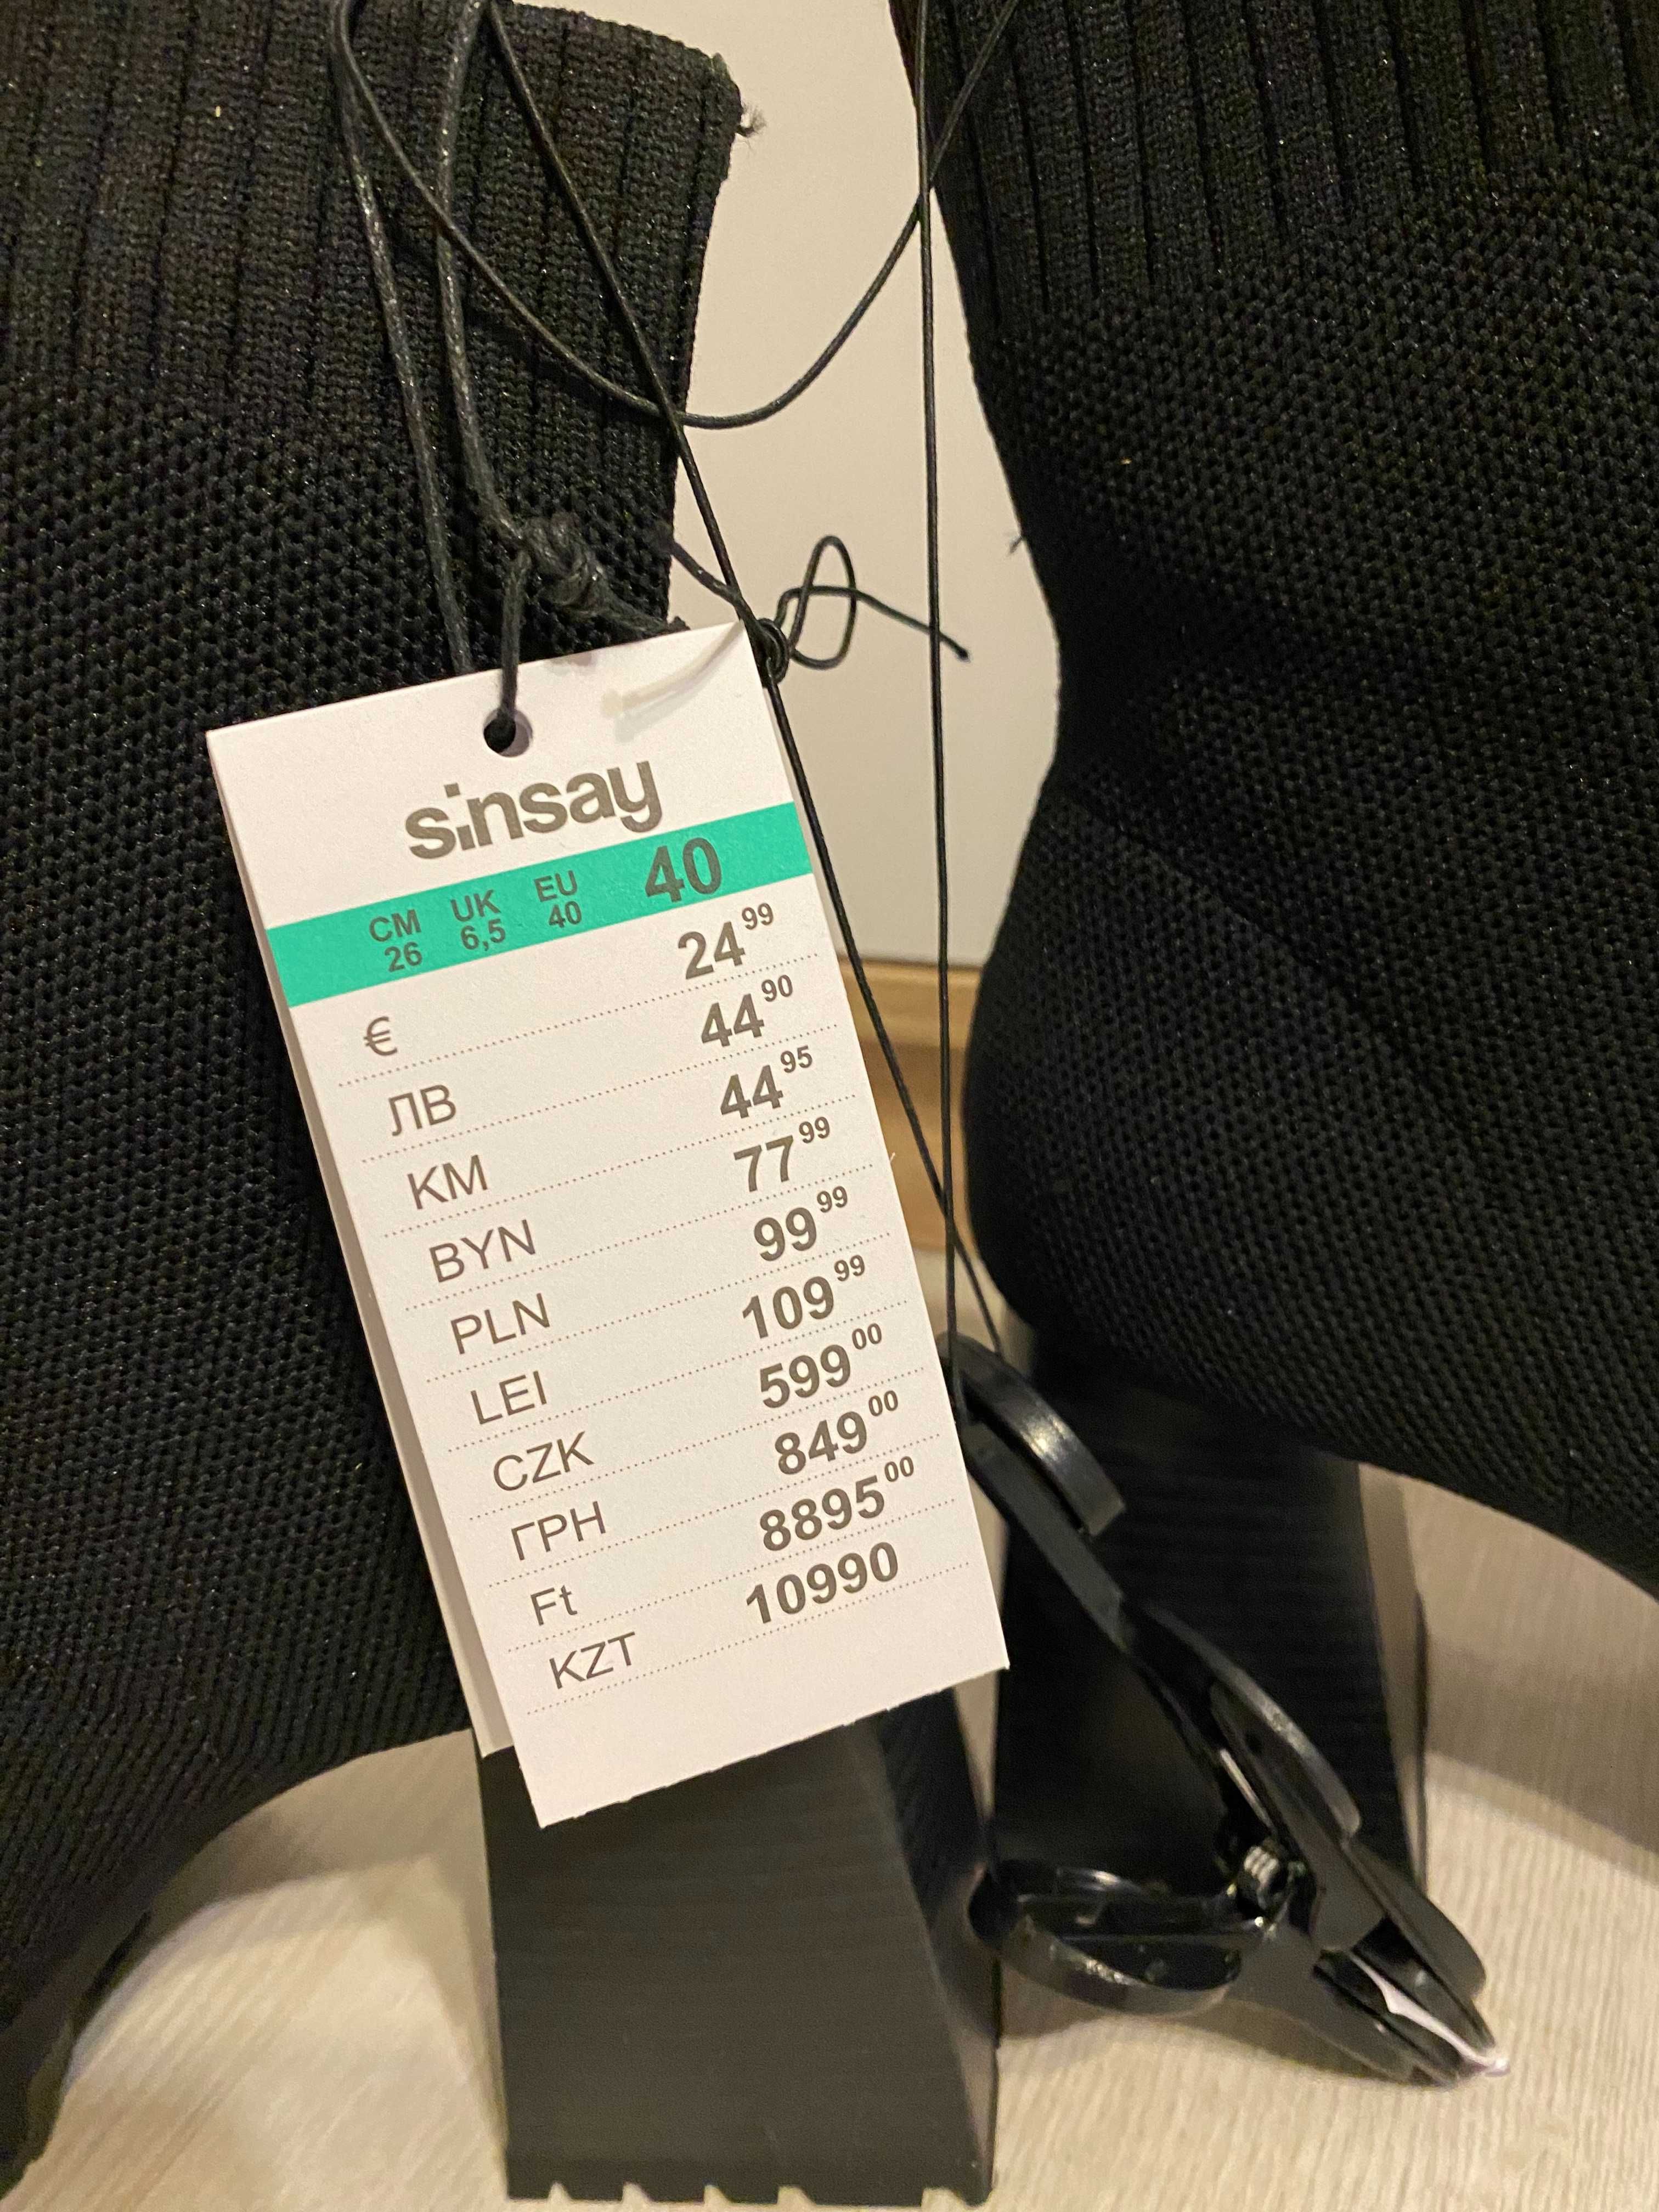 sinsay
CM UK EU 40
26 6,5 40
€ 24 99
ЛВ 44 90
KM 44 95
BYN 77 99
PLN 99 99
LEI 109 99
CZK 599 00
ГРН 849 00
Ft 8895 00
KZT 10990